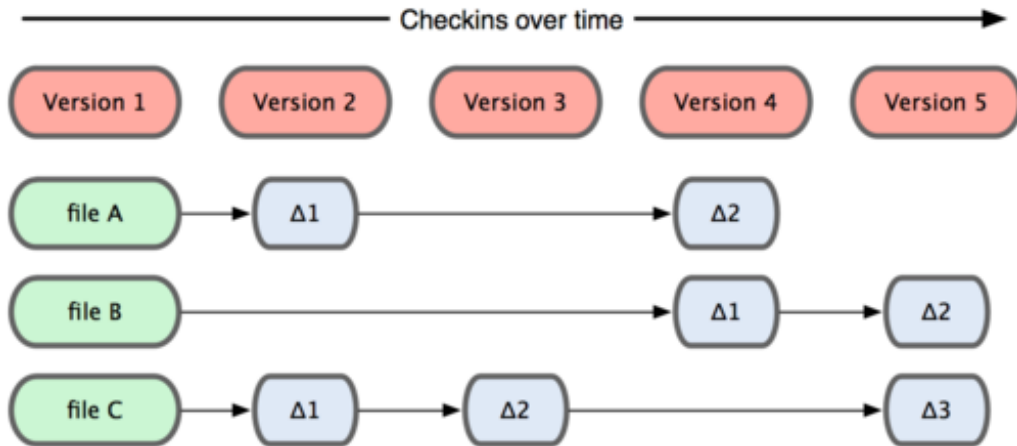 Checkins over time
Version 1 Version 2 Version 3 Version 4 Version 5
file A Δ1 Δ2
file B Δ1 Δ2
file C Δ1 Δ2 Δ3